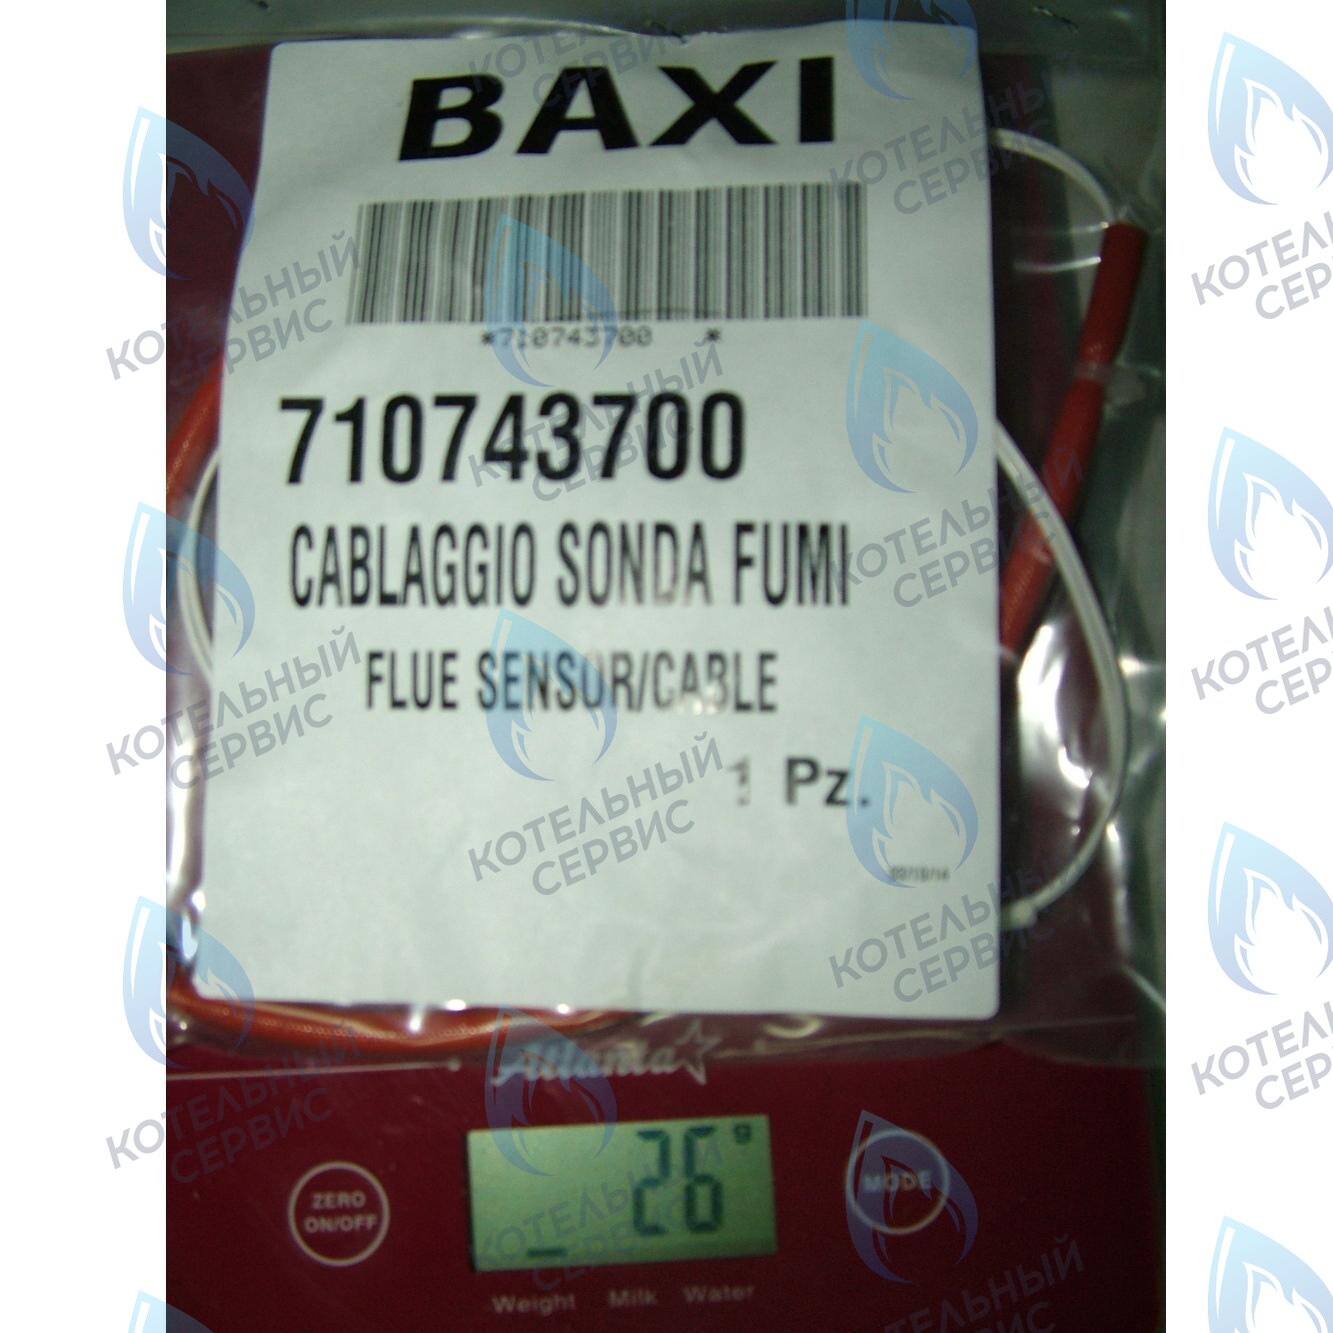 BAXI
*710743700 *
710743700
CABLAGGIO SONDA FUMI
FLUE SENSOR/CABLE
1 Pz.
Atlanta
26 g
ZERO
ON/OFF
MODE
Weight Milk Water
КОТЕЛЬНЫЙ
СЕРВИС